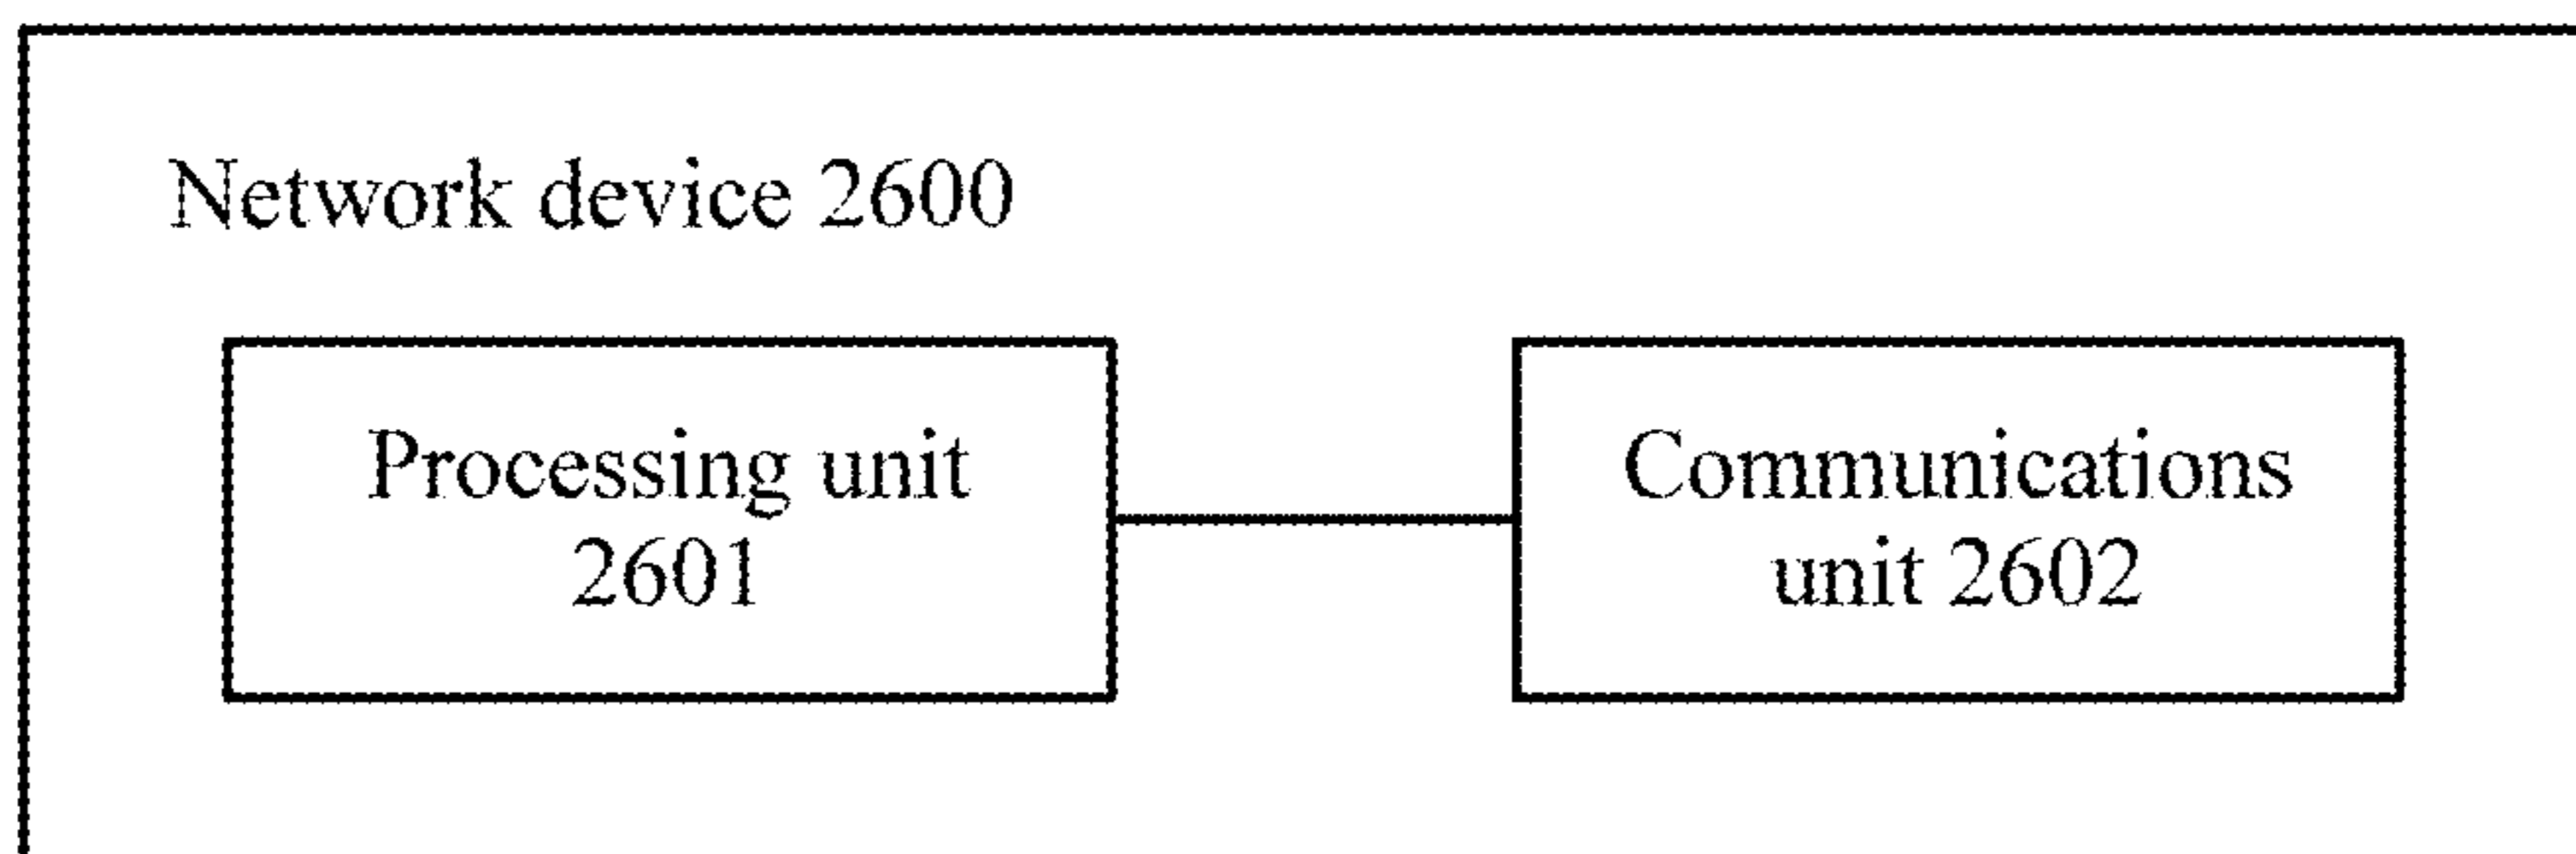 Network device 2600
Processing unit
2601
Communications
unit 2602